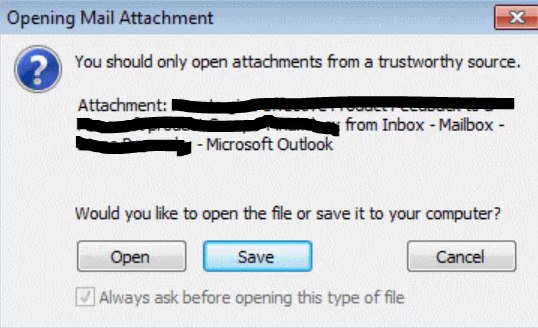 Opening Mail Attachment
You should only open attachments from a trustworthy source.
Attachment:
from Inbox - Mailbox -
- Microsoft Outlook
Would you like to open the file or save it to your computer?
Open Save Cancel
Always ask before opening this type of file